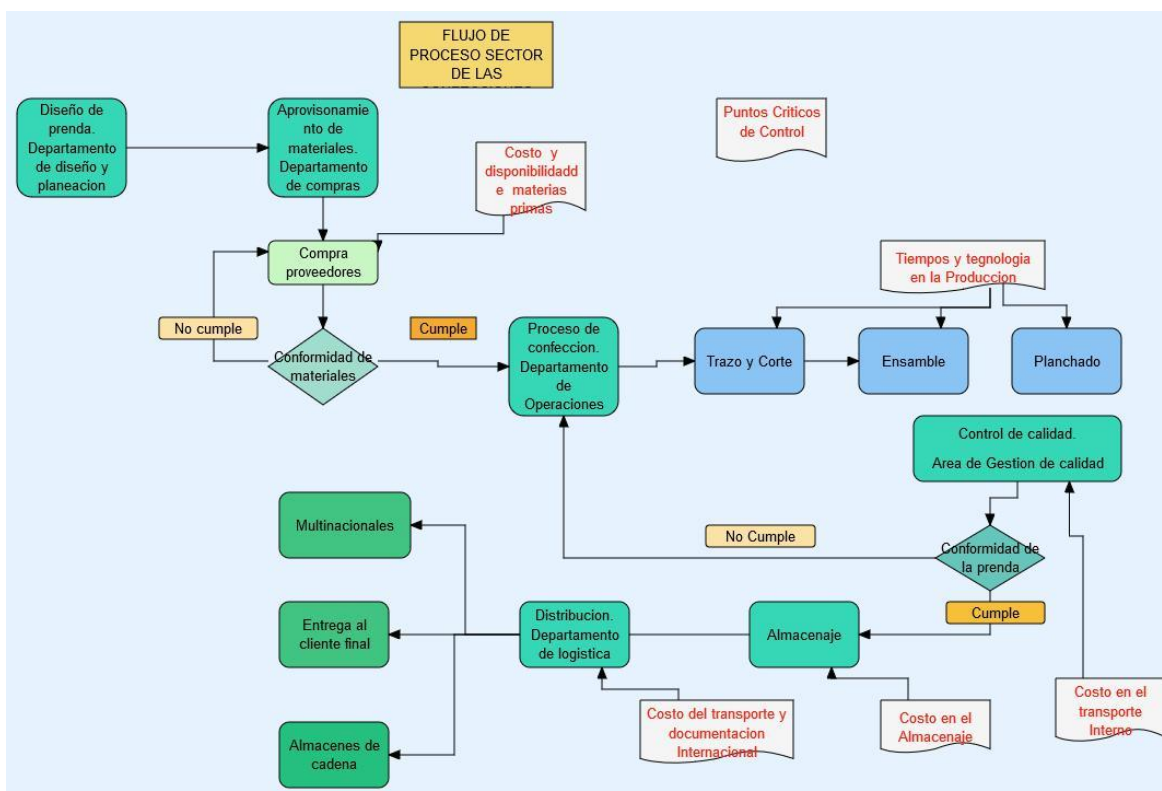 FLUJO DE
PROCESO SECTOR
DE LAS
Diseño de
prenda.
Departamento
de diseño y
planeacion
Aprovisonamie
nto de
materiales.
Departamento
de compras
Puntos Criticos
de Control
Costo y
disponibilidadd
e materias
primas
Compra
proveedores
Tiempos y tegnologia
en la Produccion
No cumple
Cumple
Conformidad de
materiales
Proceso de
confeccion.
Departamento
de
Operaciones
Trazo y Corte
Ensamble
Planchado
Control de calidad.
Area de Gestion de calidad
Multinacionales
No Cumple
Conformidad de
la prenda
Cumple
Entrega al
cliente final
Distribucion.
Departamento
de logistica
Almacenaje
Costo del transporte y
documentacion
Internacional
Costo en el
Almacenaje
Costo en el
transporte
Interno
Almacenes de
cadena